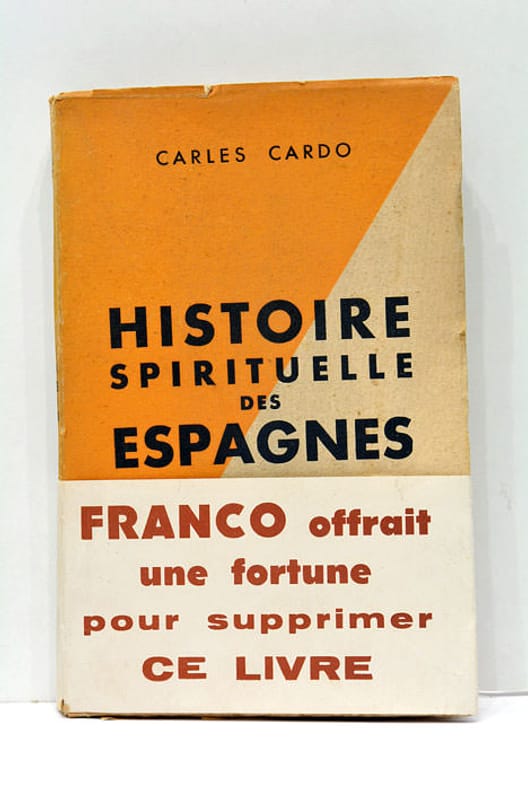 CARLES CARDO
HISTOIRE
SPIRITUELLE
DES
ESPAGNES
FRANCO offrait
une fortune
pour supprimer
CE LIVRE